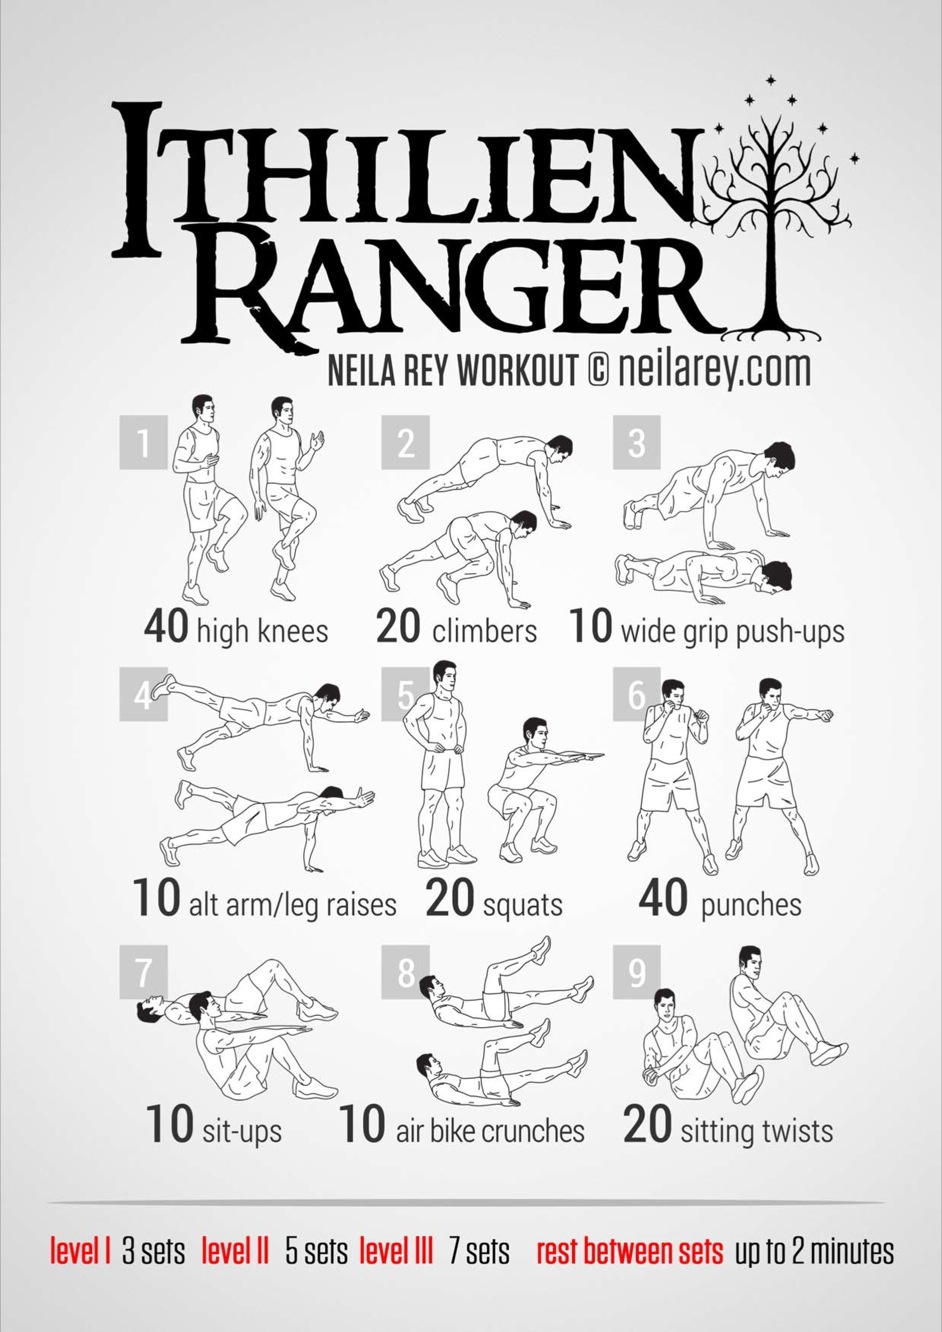 ITHILIEN
RANGER
NEILA REY WORKOUT © neilarey.com
1
2
3
40 high knees
20 climbers
10 wide grip push-ups
4
5
6
10 alt arm/leg raises
20 squats
40 punches
7
8
9
10 sit-ups
10 air bike crunches
20 sitting twists
level I 3 sets level II 5 sets level III 7 sets rest between sets up to 2 minutes